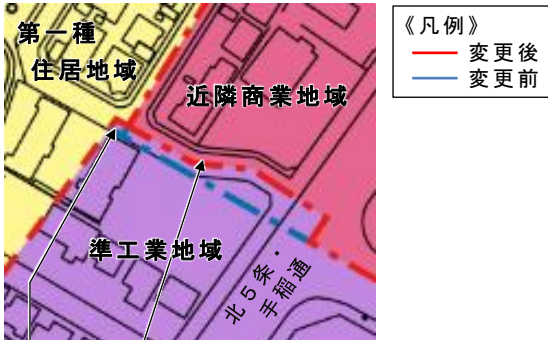 第一種
住居地域
近隣商業地域
準工業地域
北5条・
手稲通
《凡例》
変更後
変更前